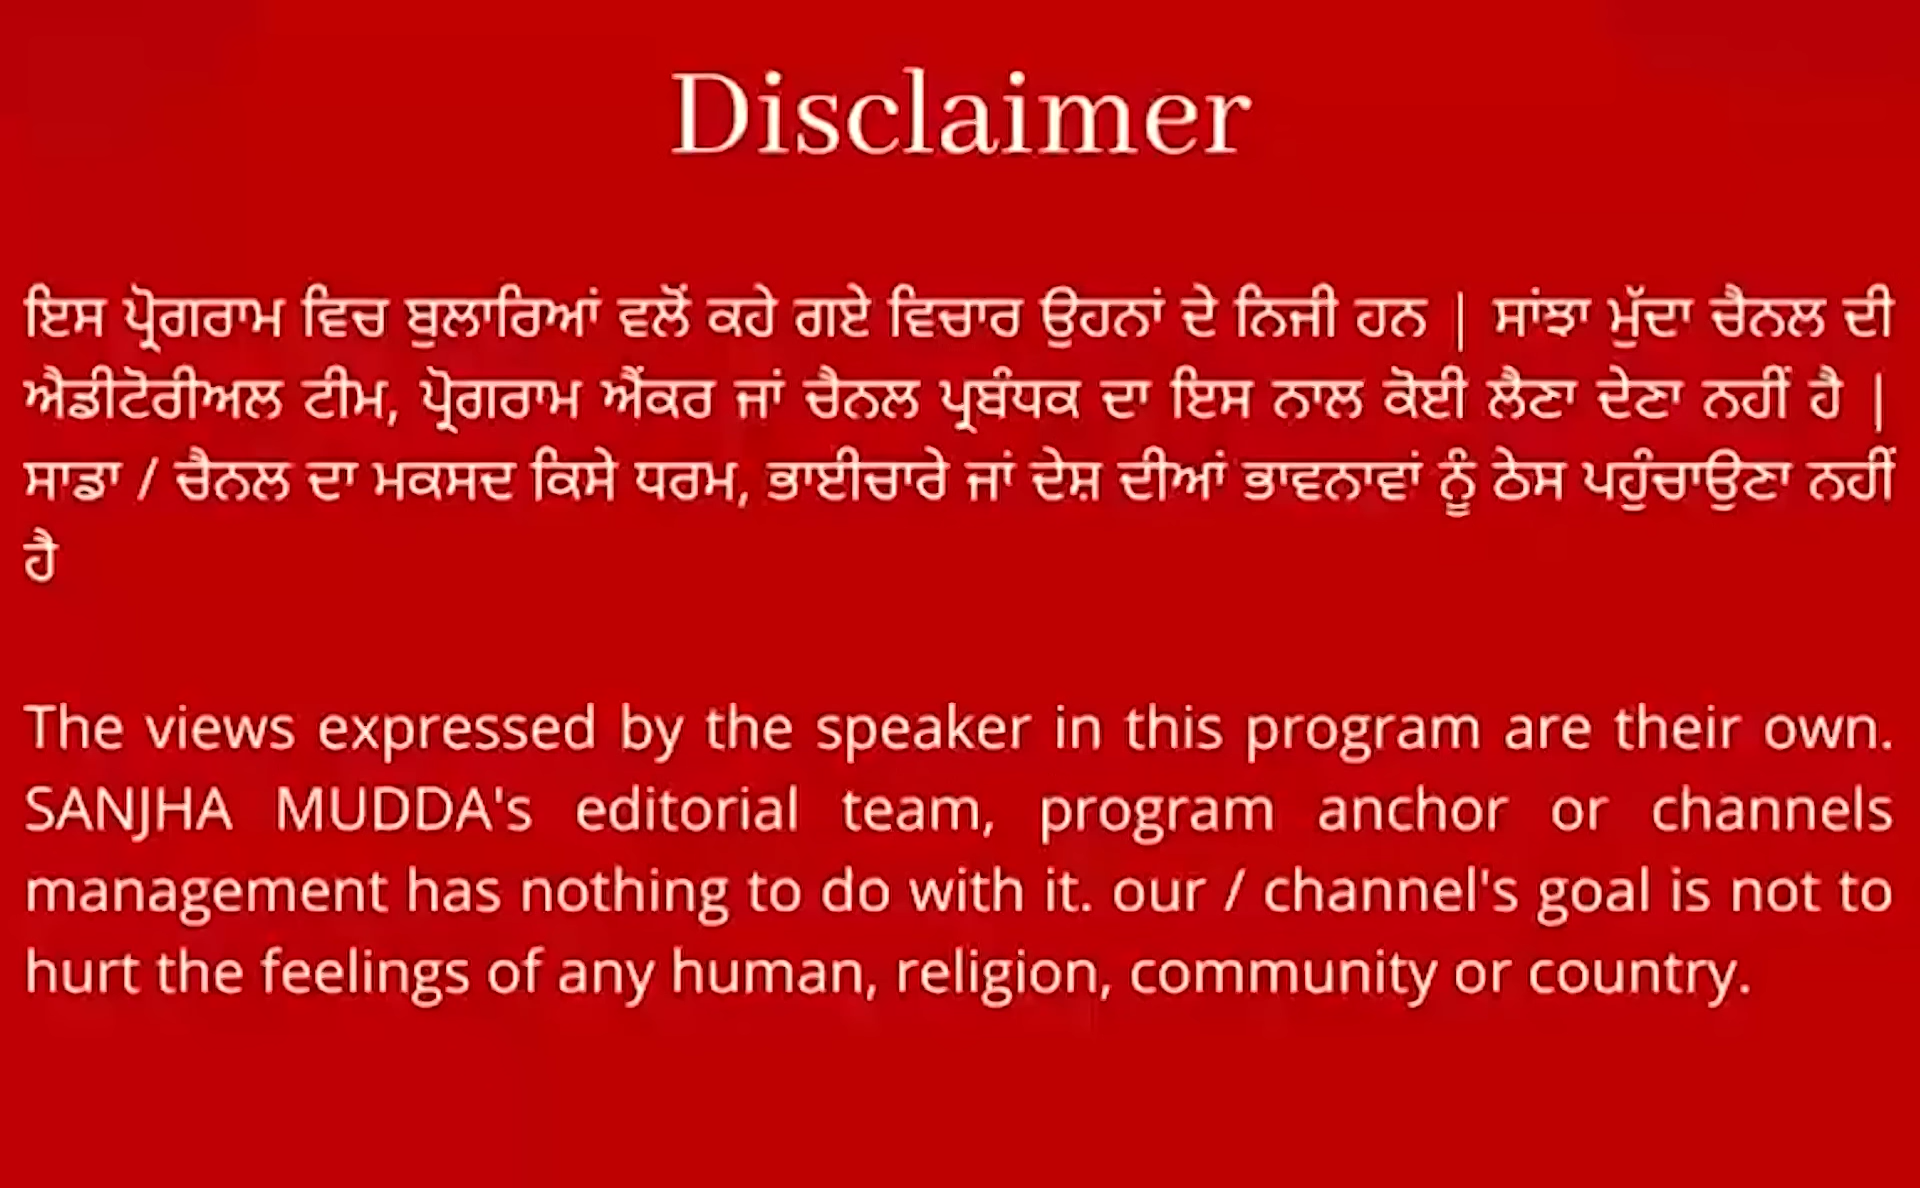 Disclaimer
ਇਸ ਪ੍ਰੋਗਰਾਮ ਵਿਚ ਬੁਲਾਰਿਆਂ ਵਲੋਂ ਕਹੇ ਗਏ ਵਿਚਾਰ ਉਹਨਾਂ ਦੇ ਨਿਜੀ ਹਨ | ਸਾਂਝਾ ਮੁੱਦਾ ਚੈਨਲ ਦੀ
ਐਡੀਟੋਰੀਅਲ ਟੀਮ, ਪ੍ਰੋਗਰਾਮ ਐਂਕਰ ਜਾਂ ਚੈਨਲ ਪ੍ਰਬੰਧਕ ਦਾ ਇਸ ਨਾਲ ਕੋਈ ਲੈਣਾ ਦੇਣਾ ਨਹੀਂ ਹੈ |
ਸਾਡਾ / ਚੈਨਲ ਦਾ ਮਕਸਦ ਕਿਸੇ ਧਰਮ, ਭਾਈਚਾਰੇ ਜਾਂ ਦੇਸ਼ ਦੀਆਂ ਭਾਵਨਾਵਾਂ ਨੂੰ ਠੇਸ ਪਹੁੰਚਾਉਣਾ ਨਹੀਂ
ਹੈ
The views expressed by the speaker in this program are their own.
SANJHA MUDDA's editorial team, program anchor or channels
management has nothing to do with it. our / channel's goal is not to
hurt the feelings of any human, religion, community or country.